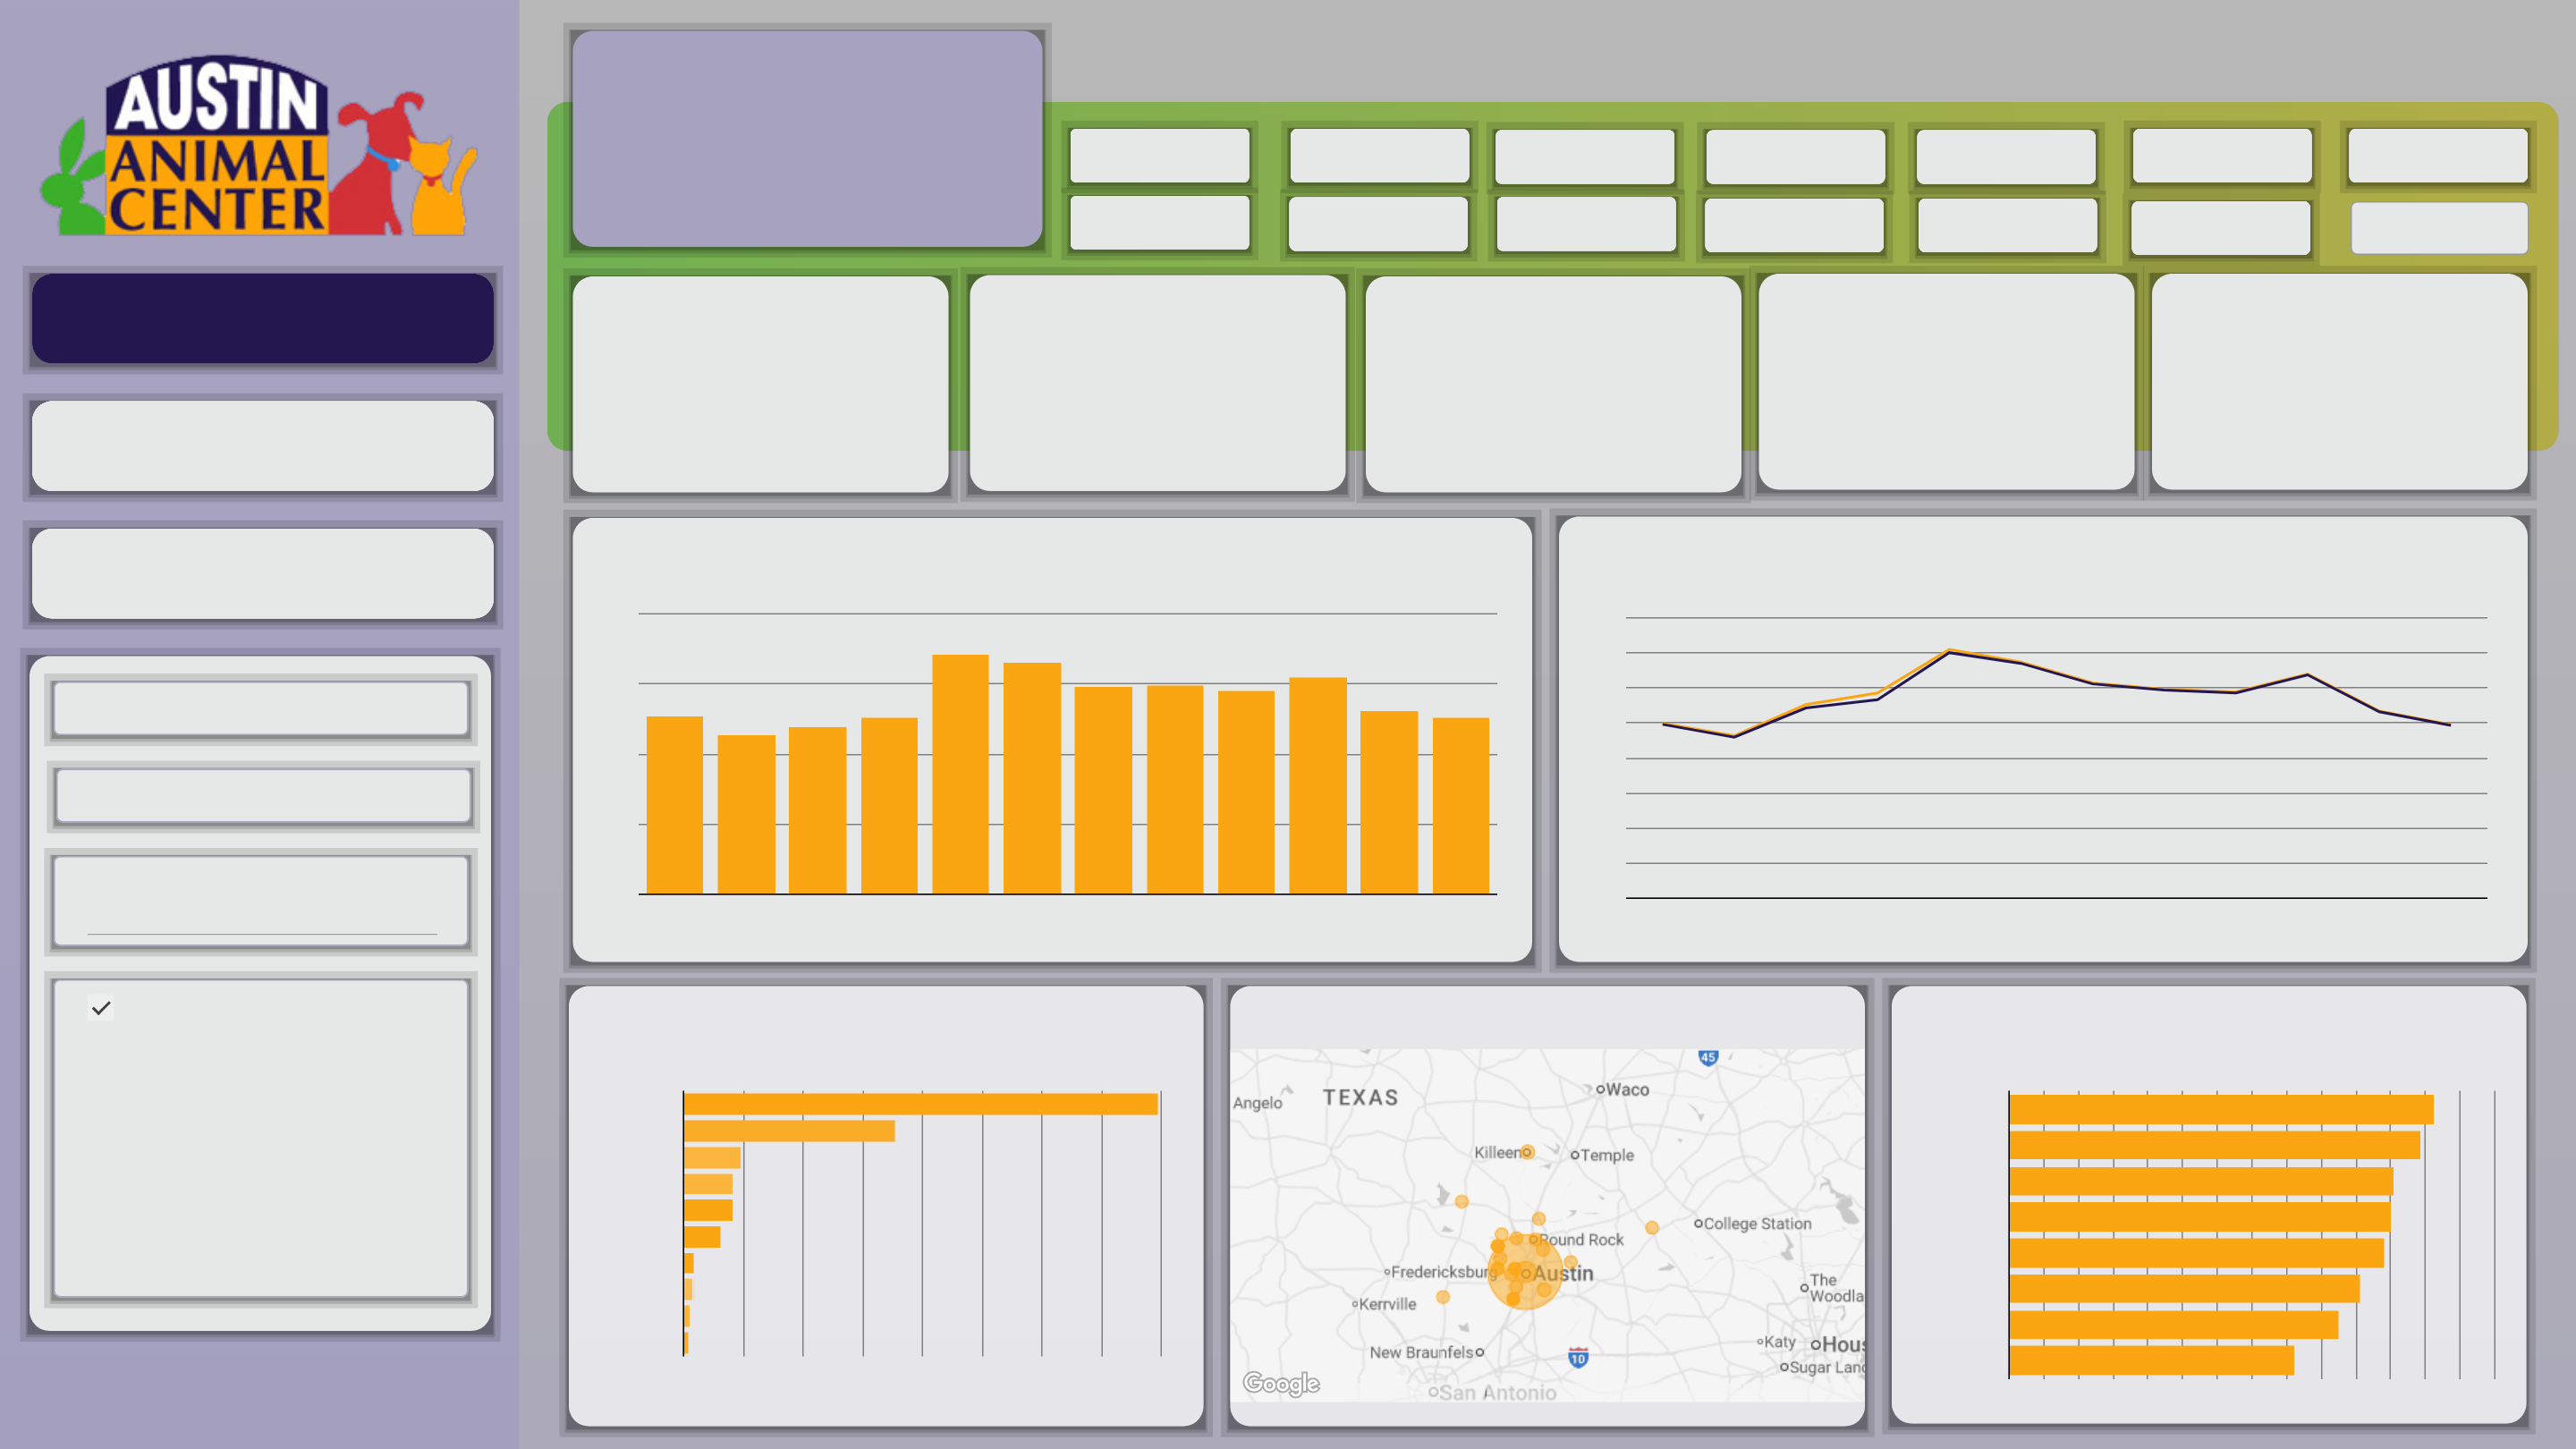 AUSTIN
ANIMAL
CENTER
45
TEXAS
Waco
Angelo
Killeen
Temple
College Station
Round Rock
Fredericksburg
Austin
The
Woodla
Kerrville
Katy
Hous
New Braunfels
10
Sugar Land
Google
San Antonio